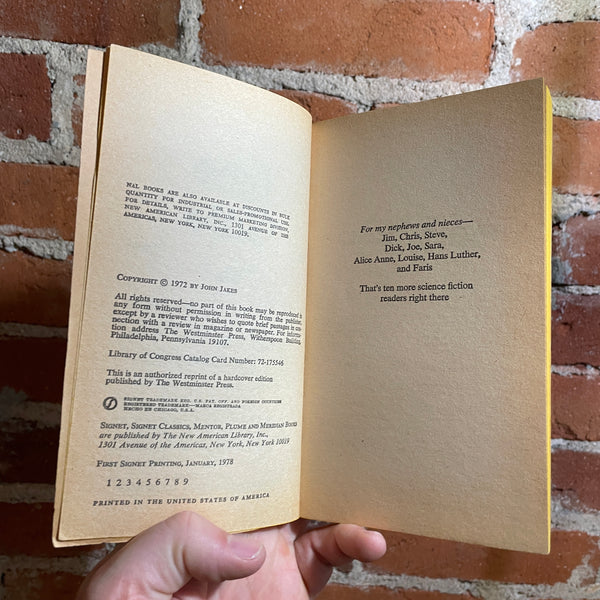 NAL BOOKS ARE ALSO AVAILABLE AT DISCOUNTS IN BULK
QUANTITY FOR INDUSTRIAL OR SALES-PROMOTIONAL USE.
FOR DETAILS, WRITE TO PREMIUM MARKETING DIVISION,
NEW AMERICAN LIBRARY, INC., 1301 AVENUE OF THE
AMERICAS, NEW YORK, NEW YORK 10019.
COPYRIGHT © 1972 BY JOHN JAKES
All rights reserved—no part of this book may be reproduced in
any form without permission in writing from the publisher,
except by a reviewer who wishes to quote brief passages in con-
nection with a review in magazine or newspaper. For informa-
tion address The Westminster Press, Witherspoon Building,
Philadelphia, Pennsylvania 19107.
Library of Congress Catalog Card Number: 72-175546
This is an authorized reprint of a hardcover edition
published by The Westminster Press.
SIGNET TRADEMARK REG. U.S. PAT. OFF. AND FOREIGN COUNTRIES
REGISTERED TRADEMARK—MARCA REGISTRADA
HECHO EN CHICAGO, U.S.A.
SIGNET, SIGNET CLASSICS, MENTOR, PLUME AND MERIDIAN BOOKS
are published by The New American Library, Inc.,
1301 Avenue of the Americas, New York, New York 10019
FIRST SIGNET PRINTING, JANUARY, 1978
1 2 3 4 5 6 7 8 9
PRINTED IN THE UNITED STATES OF AMERICA
For my nephews and nieces—
Jim, Chris, Steve,
Dick, Joe, Sara,
Alice Anne, Louise, Hans Luther,
and Faris
That's ten more science fiction
readers right there